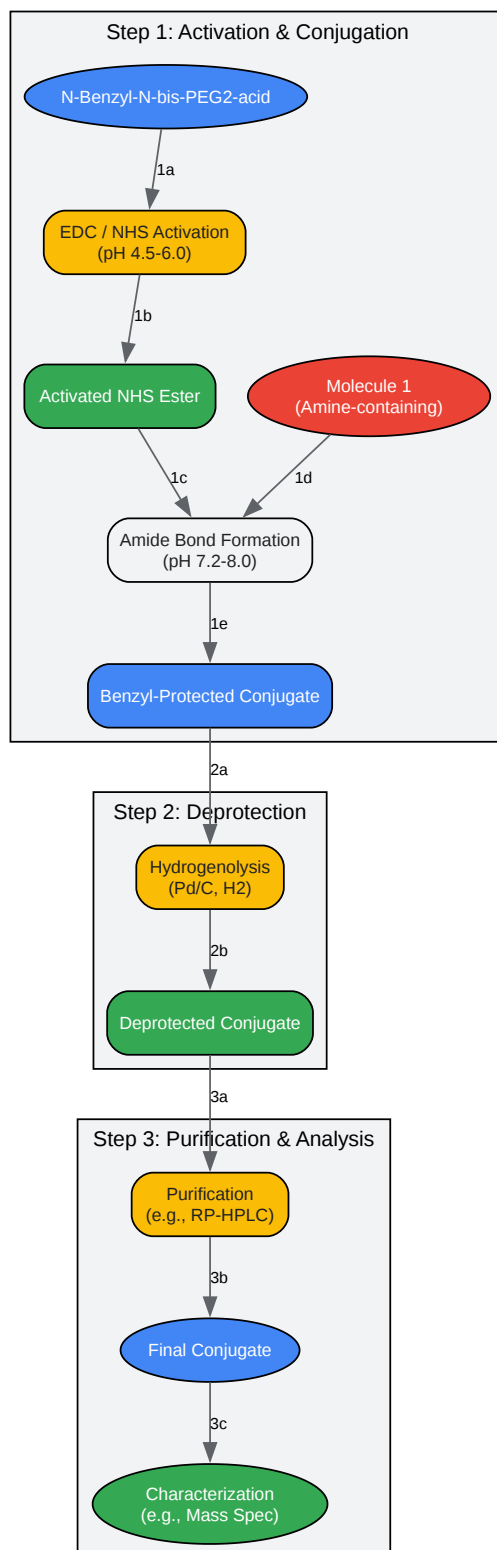 Step 1: Activation & Conjugation
N-Benzyl-N-bis-PEG2-acid
1a
EDC / NHS Activation
(pH 4.5-6.0)
1b
Activated NHS Ester
Molecule 1
(Amine-containing)
1c
1d
Amide Bond Formation
(pH 7.2-8.0)
1e
Benzyl-Protected Conjugate
2a
Step 2: Deprotection
Hydrogenolysis
(Pd/C, H2)
2b
Deprotected Conjugate
3a
Step 3: Purification & Analysis
Purification
(e.g., RP-HPLC)
3b
Final Conjugate
3c
Characterization
(e.g., Mass Spec)